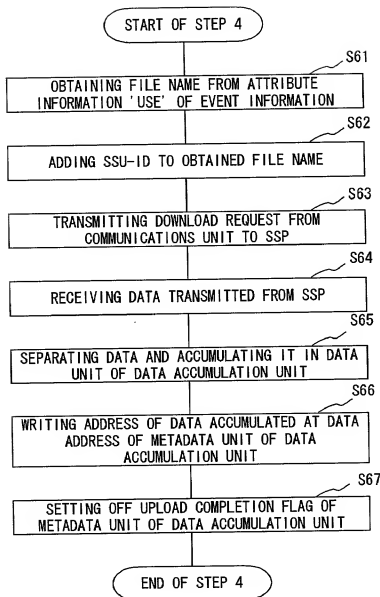 START OF STEP 4
S61
OBTAINING FILE NAME FROM ATTRIBUTE
INFORMATION 'USE' OF EVENT INFORMATION
S62
ADDING SSU-ID TO OBTAINED FILE NAME
S63
TRANSMITTING DOWNLOAD REQUEST FROM
COMMUNICATIONS UNIT TO SSP
S64
RECEIVING DATA TRANSMITTED FROM SSP
S65
SEPARATING DATA AND ACCUMULATING IT IN DATA
UNIT OF DATA ACCUMULATION UNIT
S66
WRITING ADDRESS OF DATA ACCUMULATED AT DATA
ADDRESS OF METADATA UNIT OF DATA
ACCUMULATION UNIT
S67
SETTING OFF UPLOAD COMPLETION FLAG OF
METADATA UNIT OF DATA ACCUMULATION UNIT
END OF STEP 4